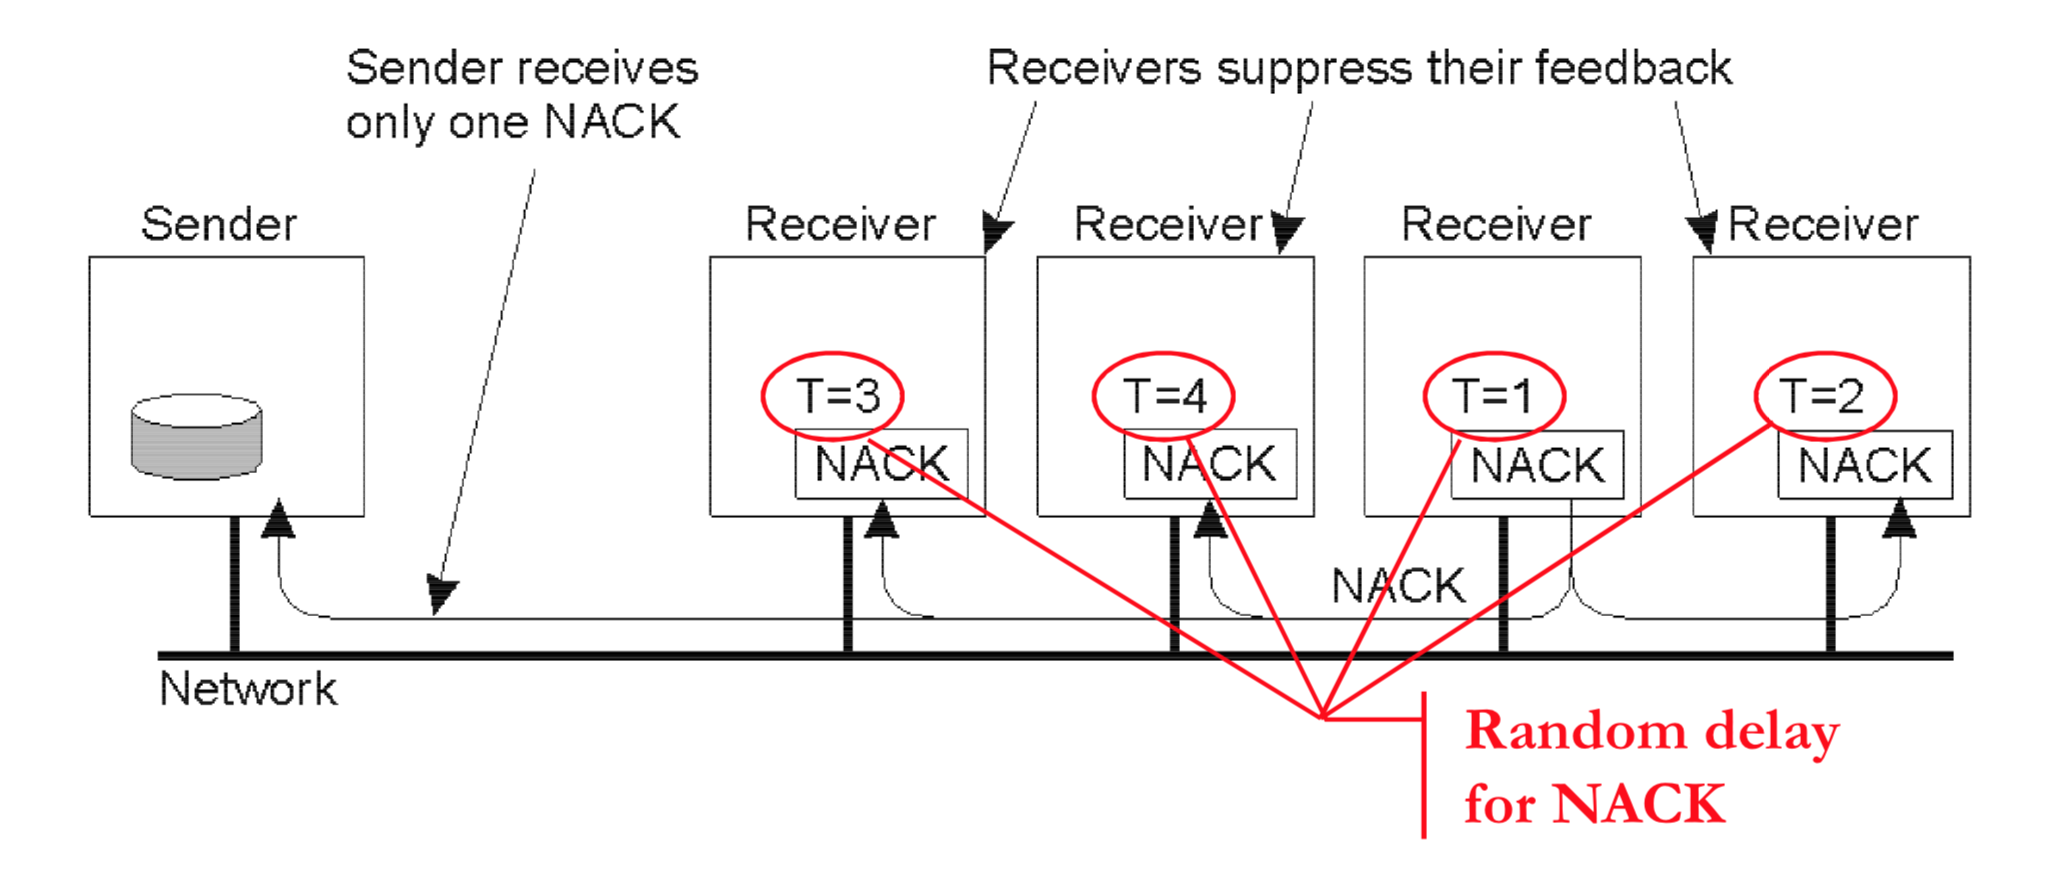 Sender receives
only one NACK
Receivers suppress their feedback
Sender
Receiver
Receiver
Receiver
Receiver
T=3
T=4
T=1
T=2
NACK
NACK
NACK
NACK
NACK
Network
Random delay
for NACK